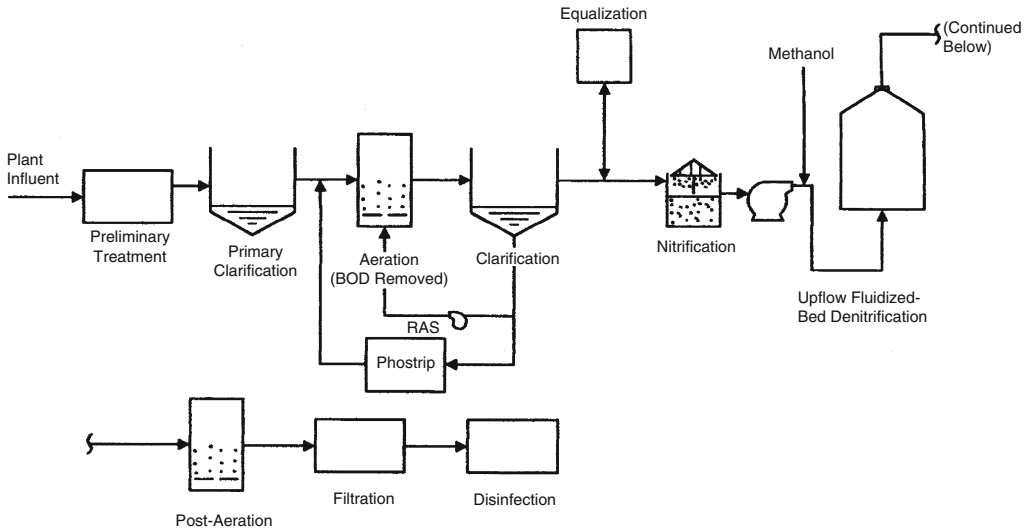 Equalization
(Continued
Below)
Methanol
Plant
Influent
Preliminary
Treatment
Primary
Clarification
Aeration
(BOD Removed)
Clarification
Nitrification
Upflow Fluidized-
Bed Denitrification
RAS
Phostrip
Post-Aeration
Filtration
Disinfection